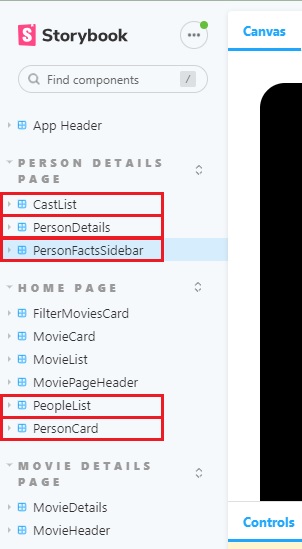 Storybook
Canvas
Find components
/
App Header
PERSON DETAILS
PAGE
CastList
PersonDetails
PersonFactsSidebar
HOME PAGE
FilterMoviesCard
MovieCard
MovieList
MoviePageHeader
PeopleList
PersonCard
MOVIE DETAILS
PAGE
MovieDetails
MovieHeader
Controls